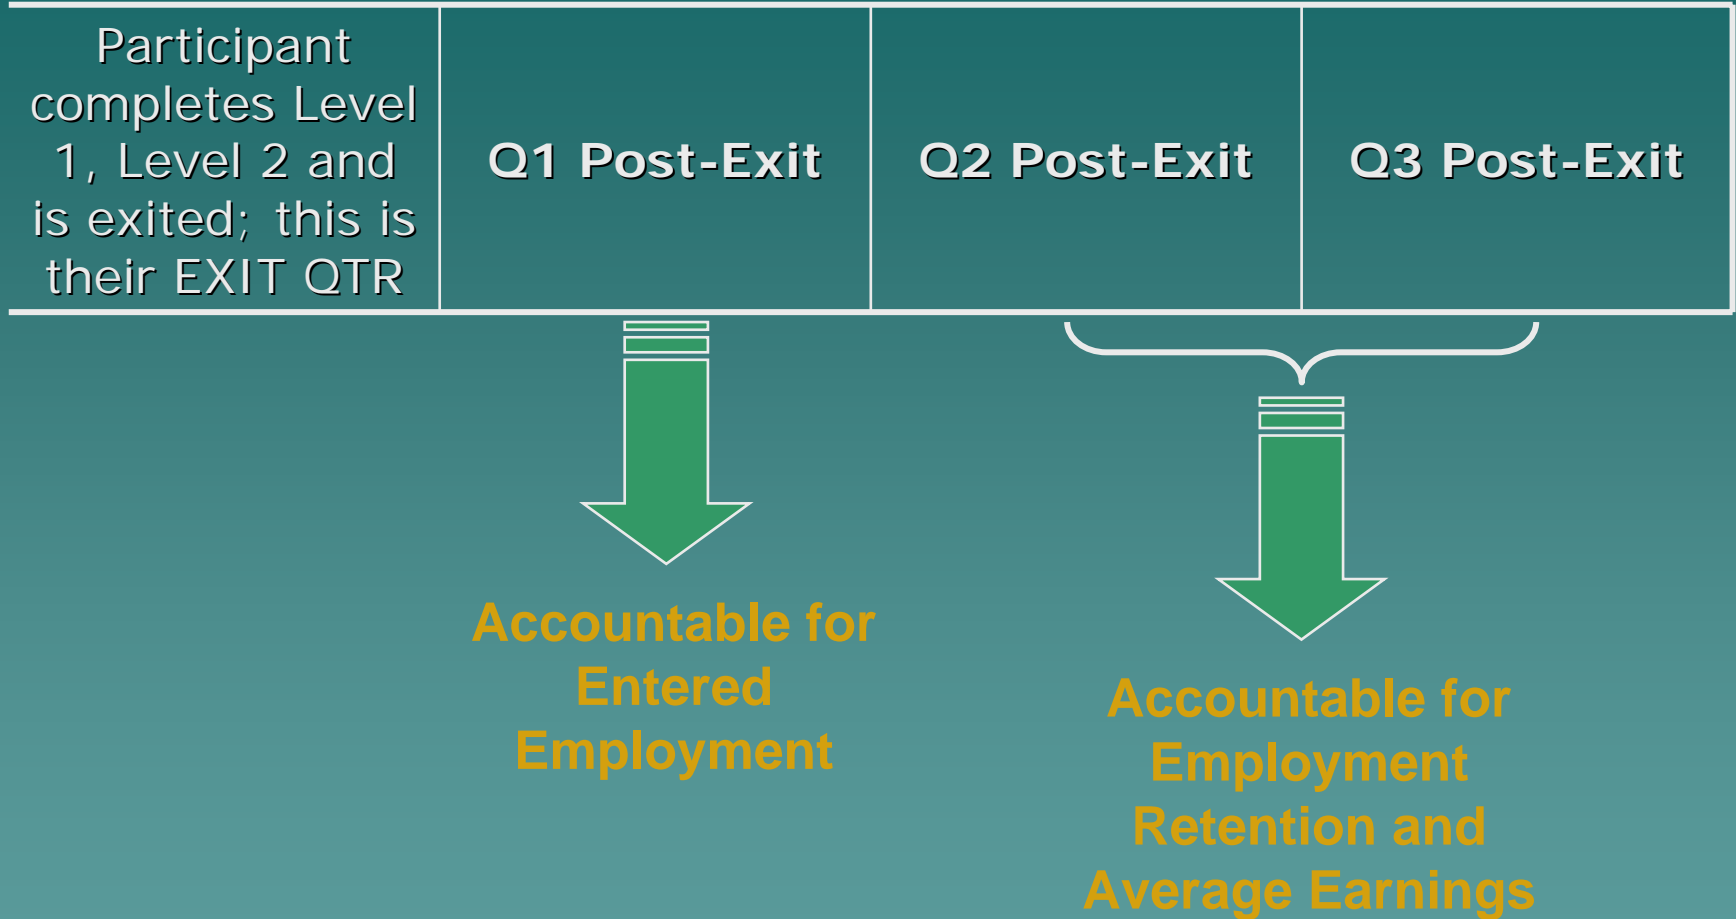 Participant
completes Level
1, Level 2 and
is exited; this is
their EXIT QTR
Q1 Post-Exit
Q2 Post-Exit
Q3 Post-Exit
Accountable for
Entered
Employment
Accountable for
Employment
Retention and
Average Earnings